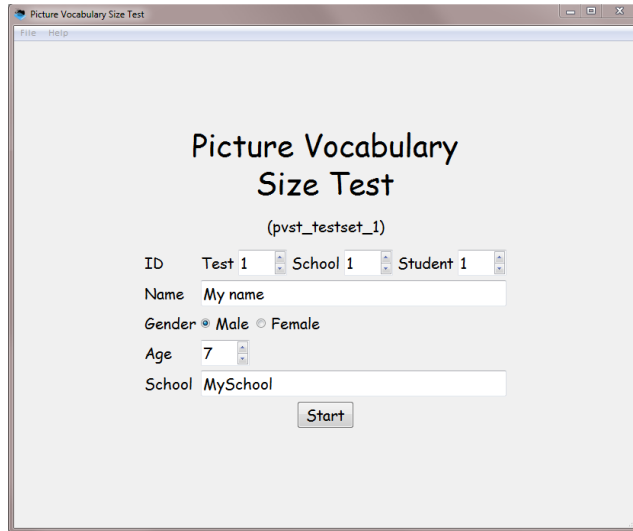 Picture Vocabulary Size Test
File Help
Picture Vocabulary
Size Test
(pvst_testset_1)
ID Test 1 School 1 Student 1
Name My name
Gender Male Female
Age 7
School MySchool
Start